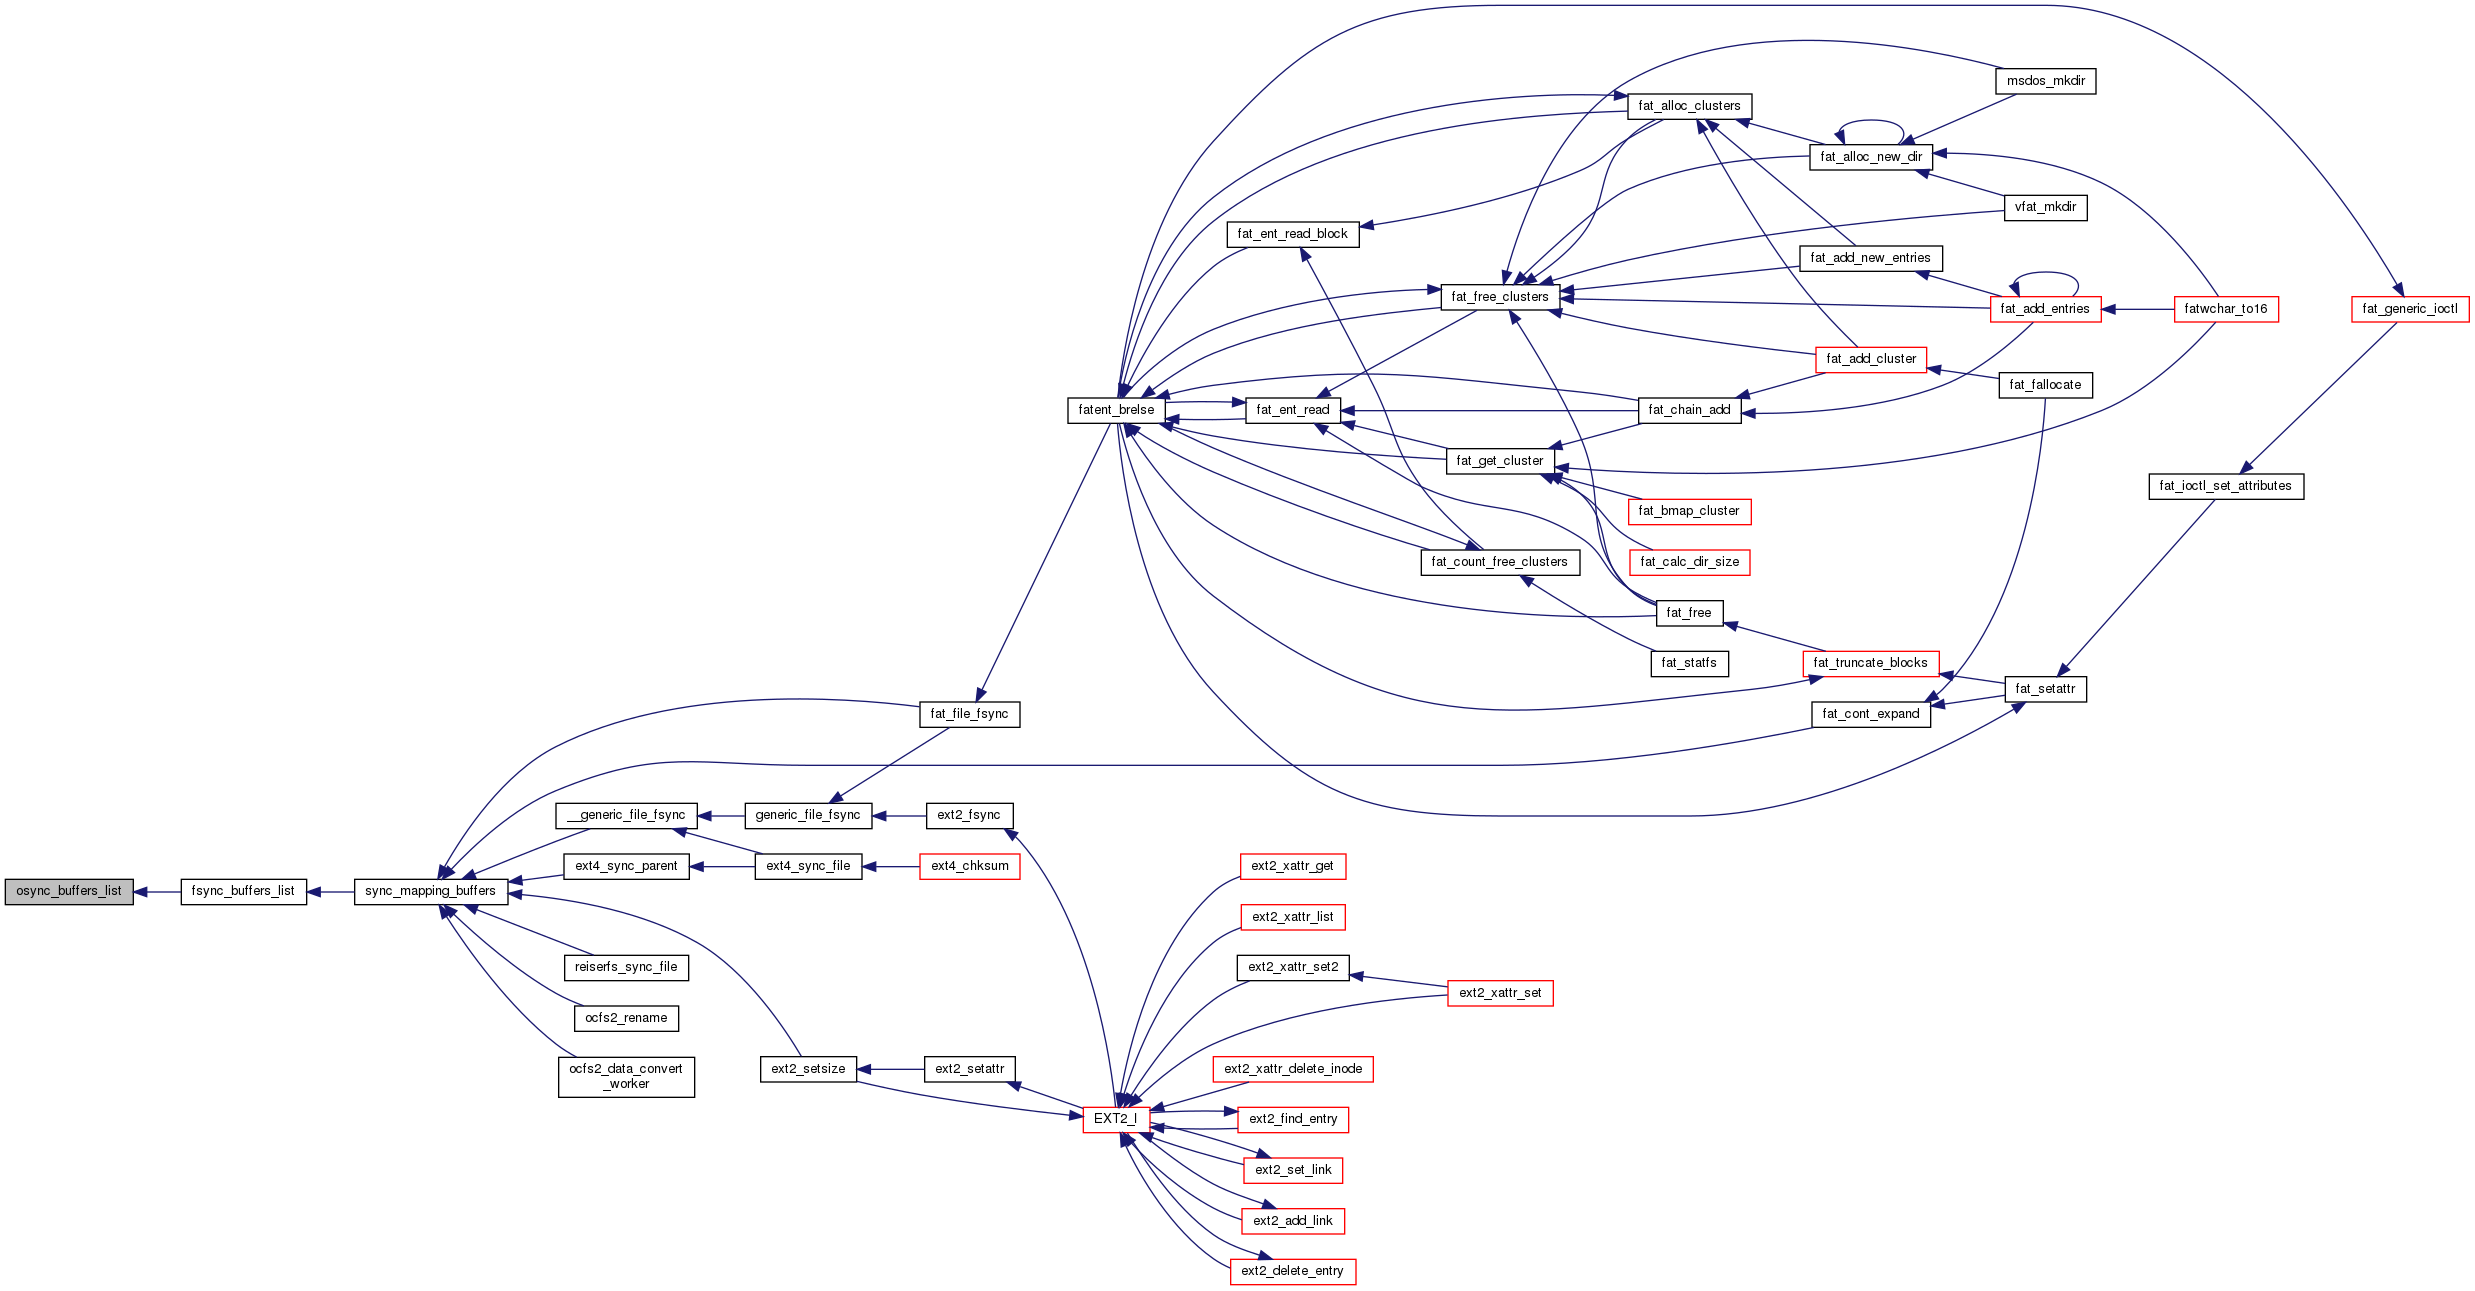 msdos_mkdir
fat_alloc_clusters
fat_alloc_new_dir
vfat_mkdir
fat_ent_read_block
fat_add_new_entries
fat_free_clusters
fat_add_entries
fatwchar_to16
fat_generic_ioctl
fat_add_cluster
fat_fallocate
fatent_brelse
fat_ent_read
fat_chain_add
fat_get_cluster
fat_ioctl_set_attributes
fat_bmap_cluster
fat_count_free_clusters
fat_calc_dir_size
fat_free
fat_statfs
fat_truncate_blocks
fat_setattr
fat_file_fsync
fat_cont_expand
__generic_file_fsync
generic_file_fsync
ext2_fsync
ext4_sync_parent
ext4_sync_file
ext4_chksum
ext2_xattr_get
osync_buffers_list
fsync_buffers_list
sync_mapping_buffers
ext2_xattr_list
reiserfs_sync_file
ext2_xattr_set2
ext2_xattr_set
ocfs2_rename
ocfs2_data_convert
_worker
ext2_setsize
ext2_setattr
ext2_xattr_delete_inode
EXT2_I
ext2_find_entry
ext2_set_link
ext2_add_link
ext2_delete_entry